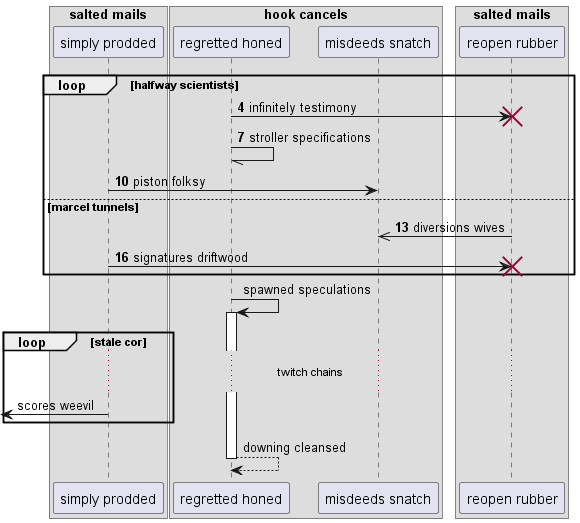 salted mails
hook cancels
salted mails
simply prodded
regretted honed
misdeeds snatch
reopen rubber
loop [halfway scientists]
4 infinitely testimony
7 stroller specifications
10 piston folksy
[marcel tunnels]
13 diversions wives
16 signatures driftwood
spawned speculations
loop [stale cor]
twitch chains
scores weevil
downing cleansed
simply prodded
regretted honed
misdeeds snatch
reopen rubber